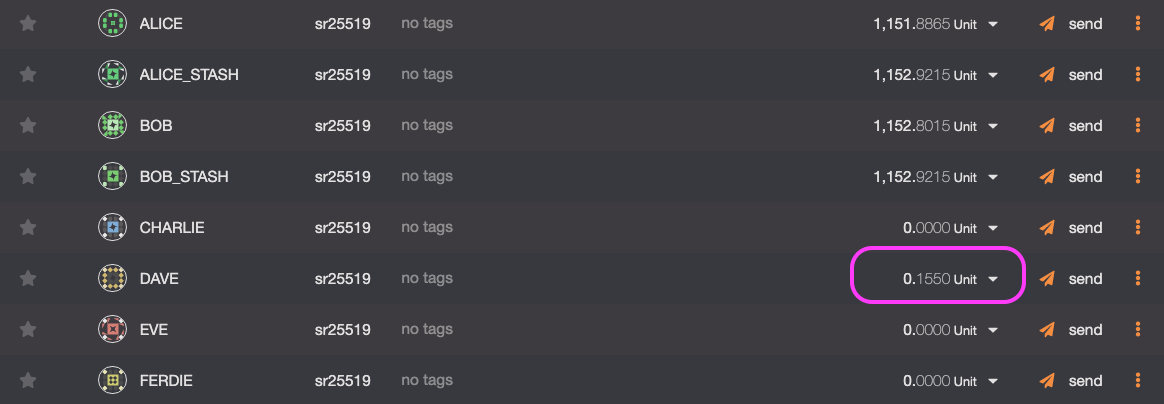 ALICE sr25519 no tags 1,151.8865 Unit send
ALICE_STASH sr25519 no tags 1,152.9215 Unit send
BOB sr25519 no tags 1,152.8015 Unit send
BOB_STASH sr25519 no tags 1,152.9215 Unit send
CHARLIE sr25519 no tags 0.0000 Unit send
DAVE sr25519 no tags 0.1550 Unit send
EVE sr25519 no tags 0.0000 Unit send
FERDIE sr25519 no tags 0.0000 Unit send